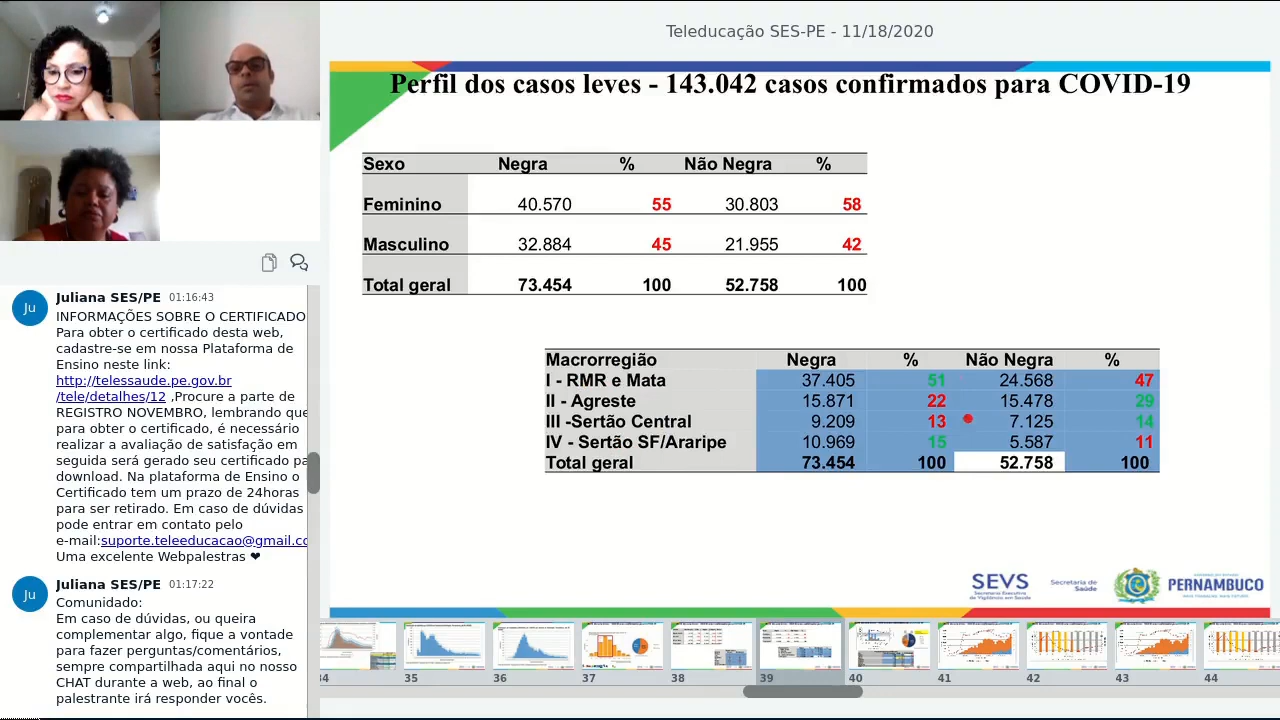 Teleducação SES-PE - 11/18/2020
Perfil dos casos leves - 143.042 casos confirmados para COVID-19
Sexo Negra % Não Negra %
Feminino 40.570 55 30.803 58
Masculino 32.884 45 21.955 42
Total geral 73.454 100 52.758 100
Macrorregião Negra % Não Negra %
I - RMR e Mata 37.405 51 24.568 47
II - Agreste 15.871 22 15.478 29
III -Sertão Central 9.209 13 7.125 14
IV - Sertão SF/Araripe 10.969 15 5.587 11
Total geral 73.454 100 52.758 100
SEVS
Secretaria Executiva
de Vigilância em Saúde
Secretaria de
Saúde
PERNAMBUCO
34 35 36 37 38 39 40 41 42 43 44
Ju
Juliana SES/PE 01:16:43
INFORMAÇÕES SOBRE O CERTIFICADO
Para obter o certificado desta web,
cadastre-se em nossa Plataforma de
Ensino neste link:
http://telessaude.pe.gov.br
/tele/detalhes/12 ,Procure a parte de
REGISTRO NOVEMBRO, lembrando que
para obter o certificado, é necessário
realizar a avaliação de satisfação em
seguida será gerado seu certificado pa
download. Na plataforma de Ensino o
Certificado tem um prazo de 24horas
para ser retirado. Em caso de dúvidas
pode entrar em contato pelo
e-mail:suporte.teleeducacao@gmail.co
Uma excelente Webpalestras ❤
Ju
Juliana SES/PE 01:17:22
Comunidado:
Em caso de dúvidas, ou queira
complementar algo, fique a vontade
para fazer perguntas/comentários,
sempre compartilhada aqui no nosso
CHAT durante a web, ao final o
palestrante irá responder vocês.